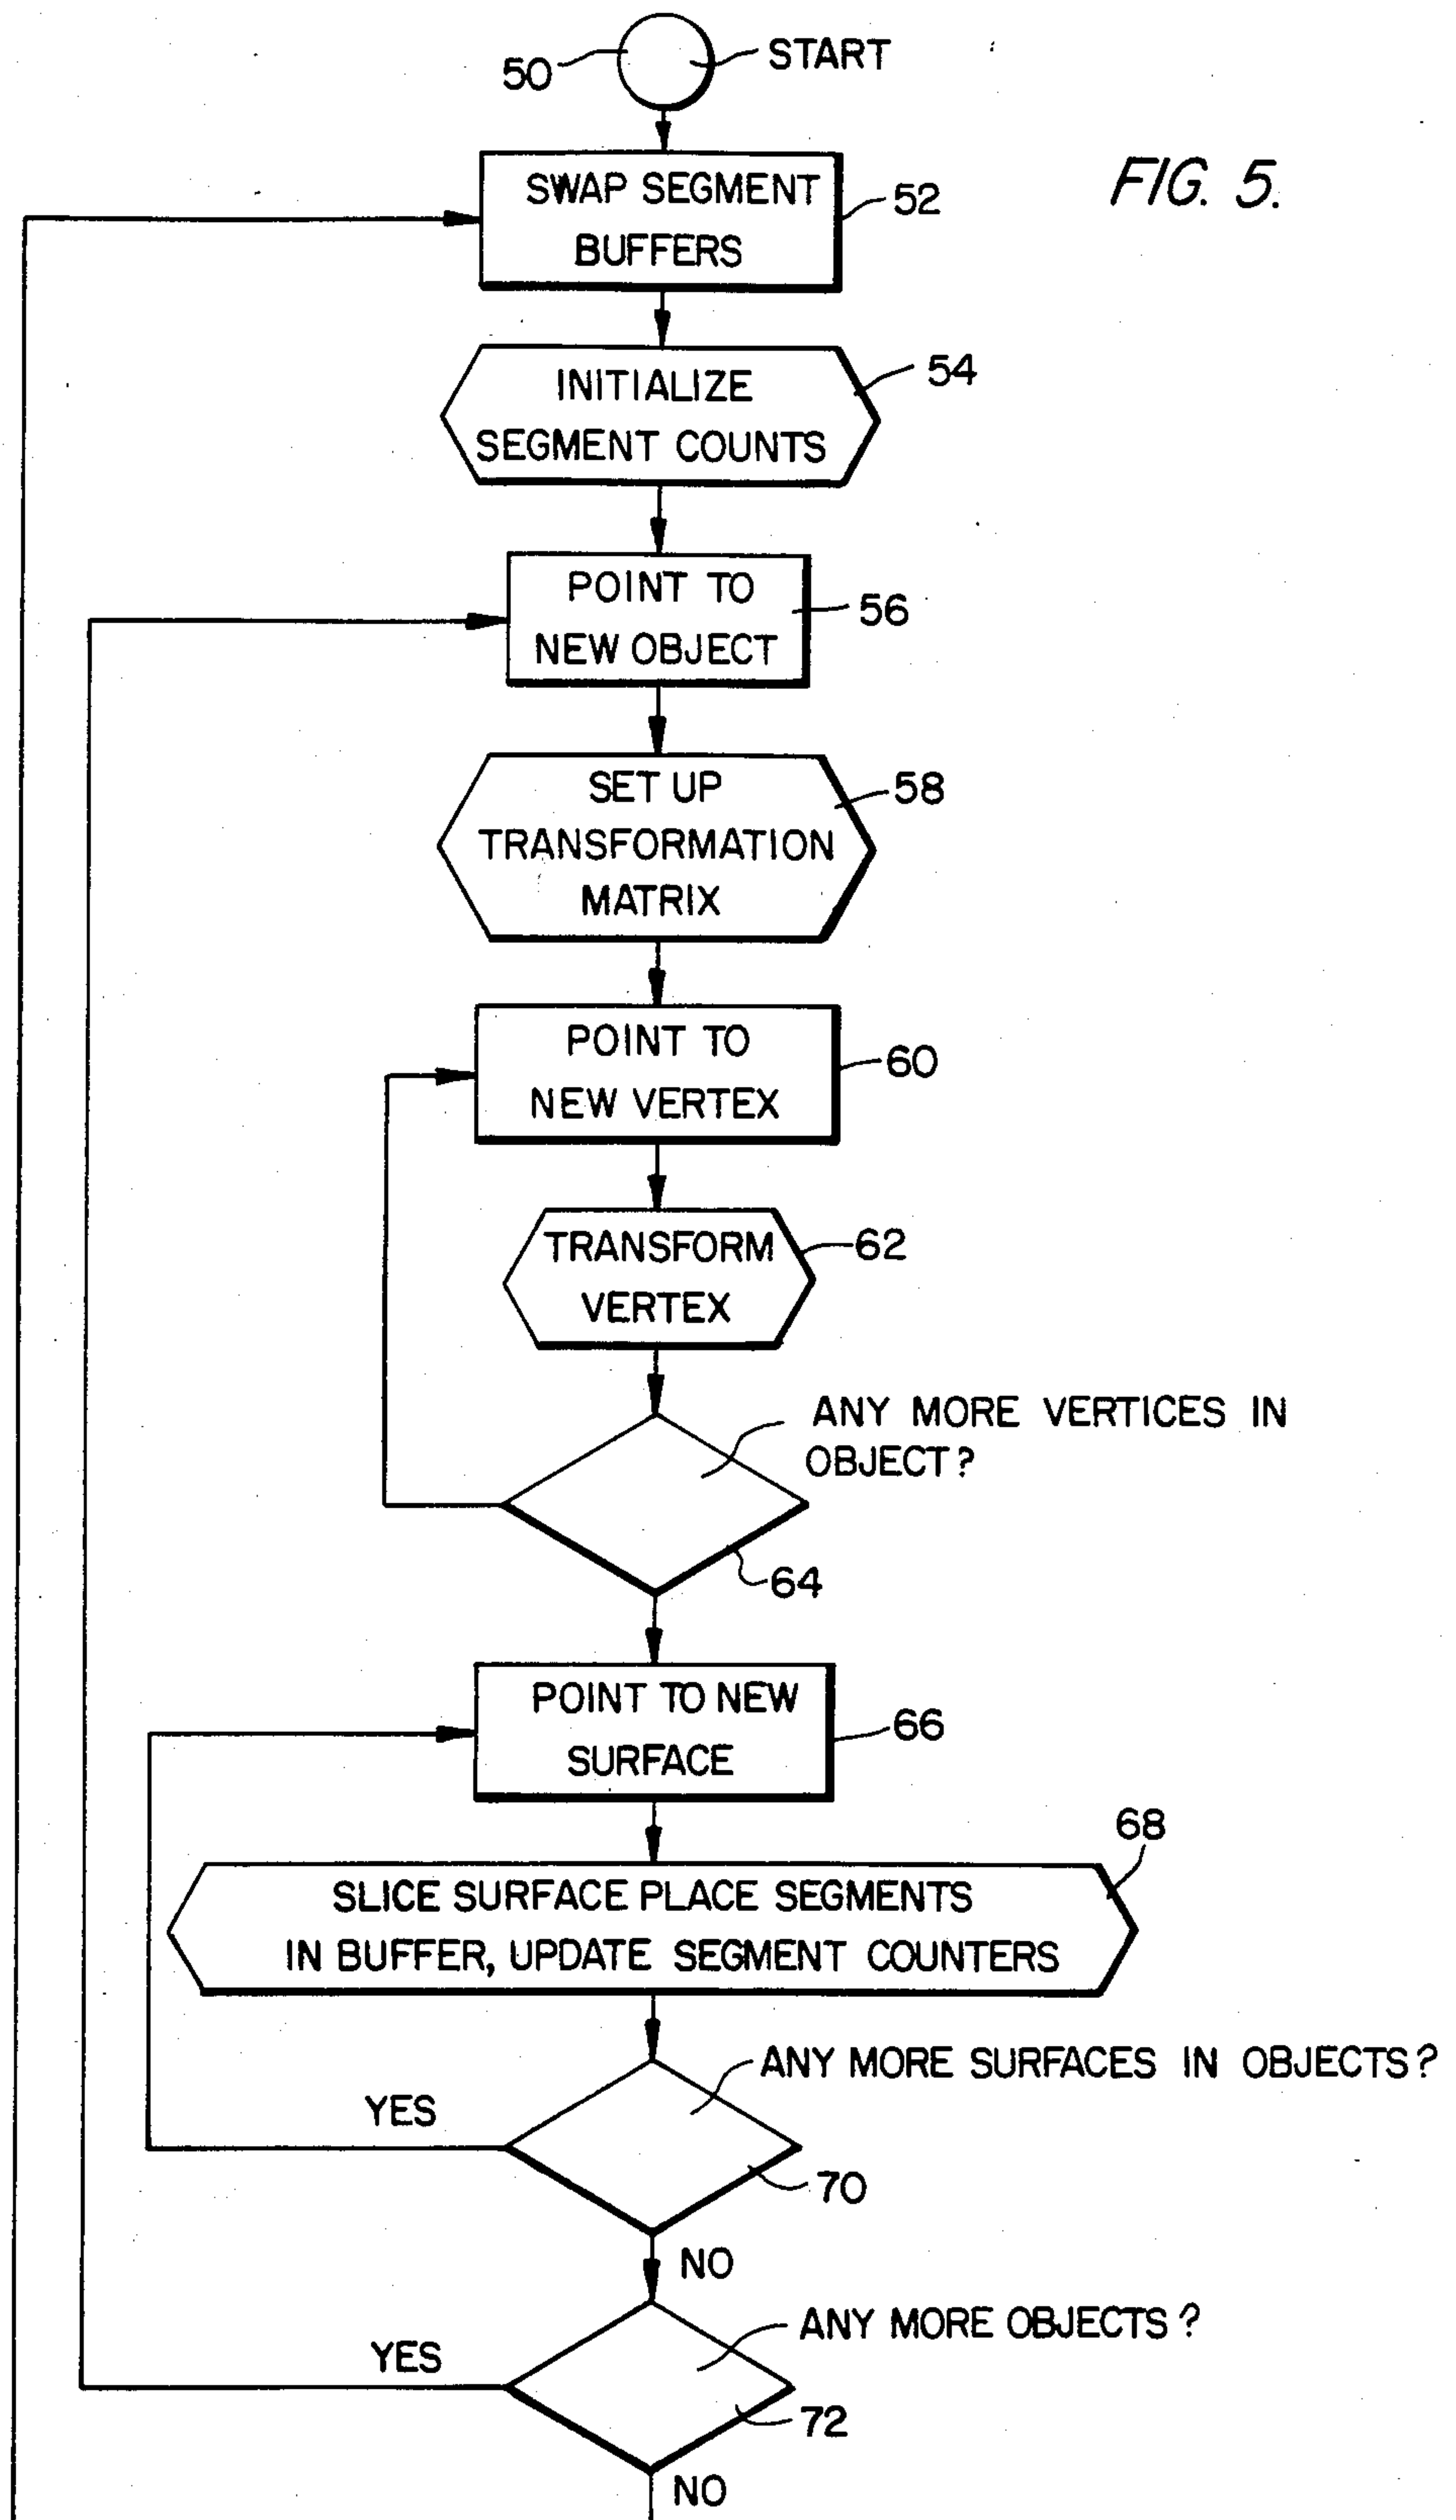 50
START
FIG. 5.
SWAP SEGMENT
BUFFERS
52
INITIALIZE
SEGMENT COUNTS
54
POINT TO
NEW OBJECT
56
SET UP
TRANSFORMATION
MATRIX
58
POINT TO
NEW VERTEX
60
TRANSFORM
VERTEX
62
ANY MORE VERTICES IN
OBJECT?
64
POINT TO NEW
SURFACE
66
68
SLICE SURFACE PLACE SEGMENTS
IN BUFFER, UPDATE SEGMENT COUNTERS
ANY MORE SURFACES IN OBJECTS?
YES
70
NO
ANY MORE OBJECTS?
YES
72
NO